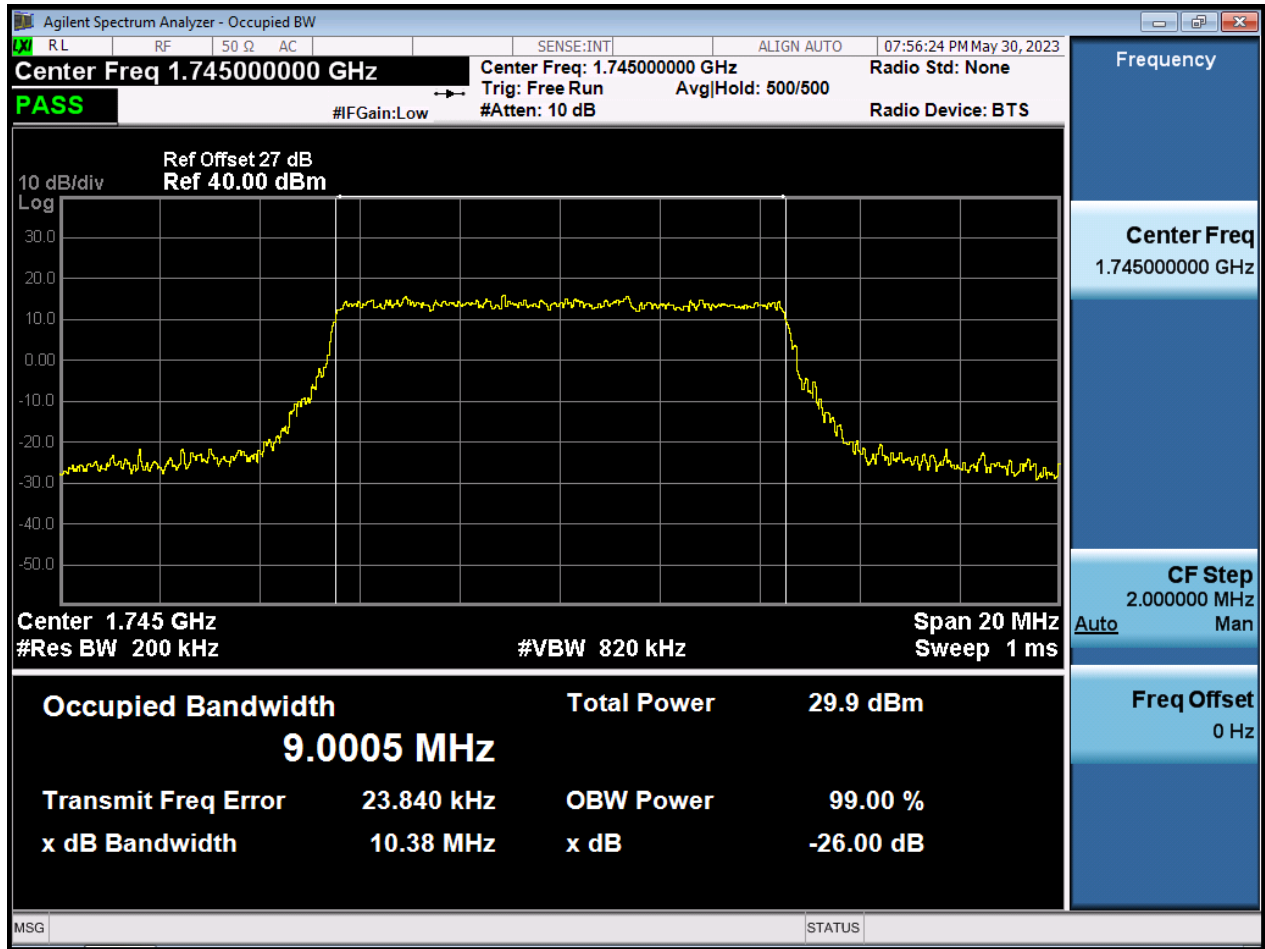 Agilent Spectrum Analyzer - Occupied BW
LXI RL RF 50 Ω AC SENSE:INT ALIGN AUTO 07:56:24 PM May 30, 2023
Center Freq 1.745000000 GHz
PASS
#IFGain:Low
Center Freq: 1.745000000 GHz
Trig: Free Run Avg|Hold: 500/500
#Atten: 10 dB
Radio Std: None
Radio Device: BTS
Ref Offset 27 dB
10 dB/div Ref 40.00 dBm
Log
30.0
20.0
10.0
0.00
-10.0
-20.0
-30.0
-40.0
-50.0
Center 1.745 GHz Span 20 MHz
#Res BW 200 kHz #VBW 820 kHz Sweep 1 ms
Occupied Bandwidth Total Power 29.9 dBm
9.0005 MHz
Transmit Freq Error 23.840 kHz OBW Power 99.00 %
x dB Bandwidth 10.38 MHz x dB -26.00 dB
Frequency
Center Freq
1.745000000 GHz
CF Step
2.000000 MHz
Auto Man
Freq Offset
0 Hz
MSG STATUS